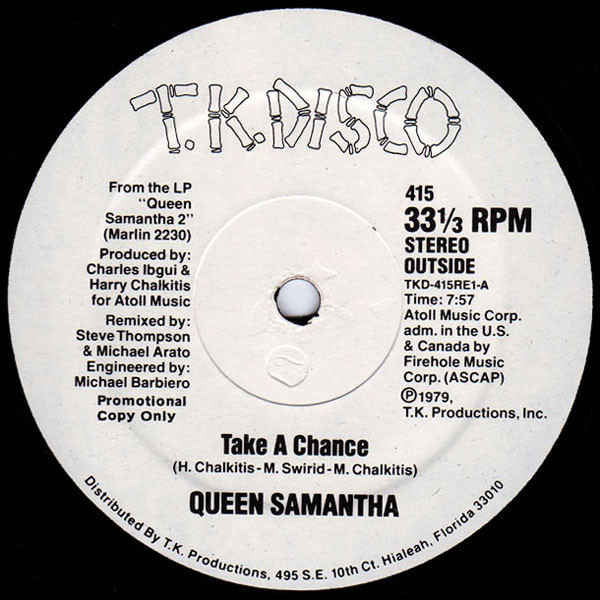 T.K. DISCO
From the LP
"Queen
Samantha 2"
(Marlin 2230)
Produced by:
Charles Ibgui &
Harry Chalkitis
for Atoll Music
Remixed by:
Steve Thompson
& Michael Arato
Engineered by:
Michael Barbiero
Promotional
Copy Only
415
33⅓ RPM
STEREO
OUTSIDE
TKD-415RE1-A
Time: 7:57
Atoll Music Corp.
adm. in the U.S.
& Canada by
Firehole Music
Corp. (ASCAP)
℗1979,
T.K. Productions, Inc.
Take A Chance
(H. Chalkitis-M. Swirid-M. Chalkitis)
QUEEN SAMANTHA
Distributed By T.K. Productions, 495 S.E. 10th Ct. Hialeah, Florida 33010